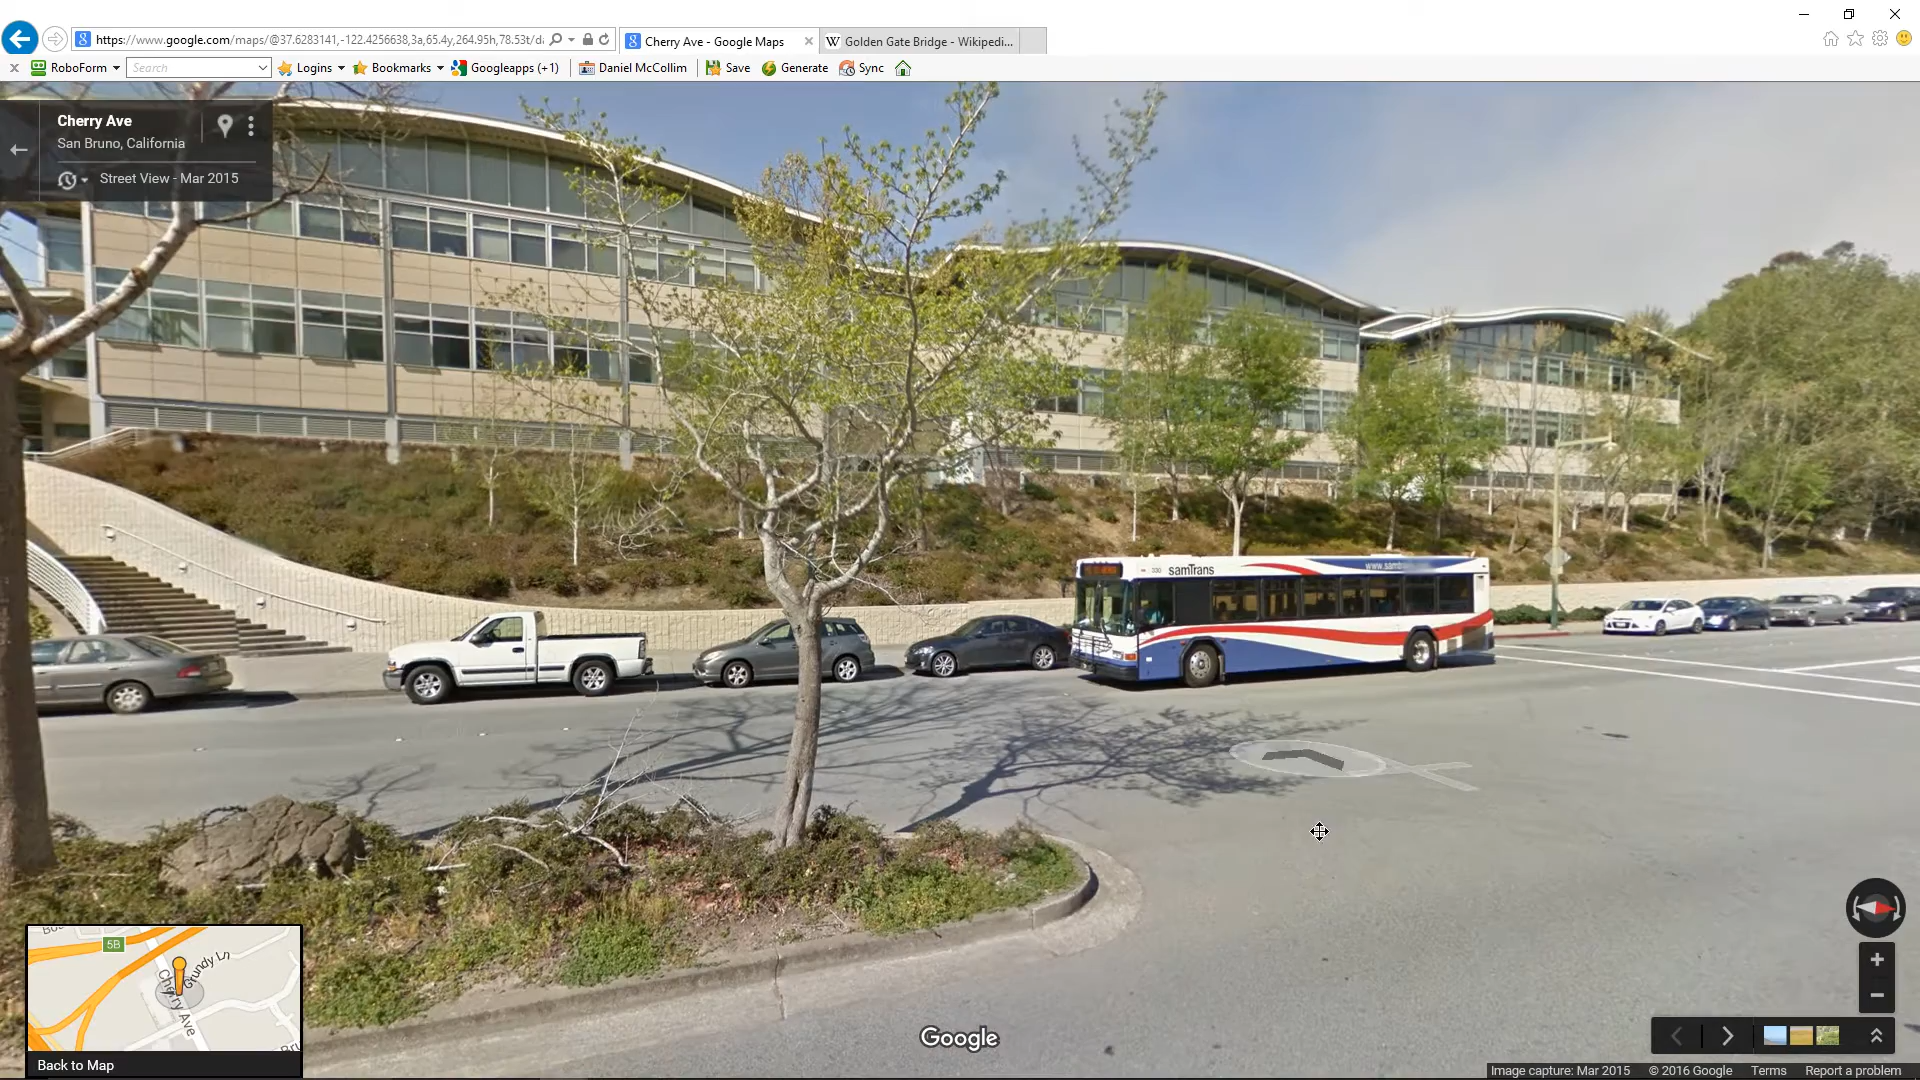 https://www.google.com/maps/@37.6283141,-122.4256638,3a,65.4y,264.95h,78.53t/d
Cherry Ave - Google Maps
Golden Gate Bridge - Wikipedi...
RoboForm
Search
Logins
Bookmarks
Googleapps (+1)
Daniel McCollim
Save
Generate
Sync
Cherry Ave
San Bruno, California
Street View - Mar 2015
330
samTrans
www.sam
5B
Grundy Ln
Cherry Ave
Back to Map
Google
Image capture: Mar 2015
© 2016 Google
Terms
Report a problem